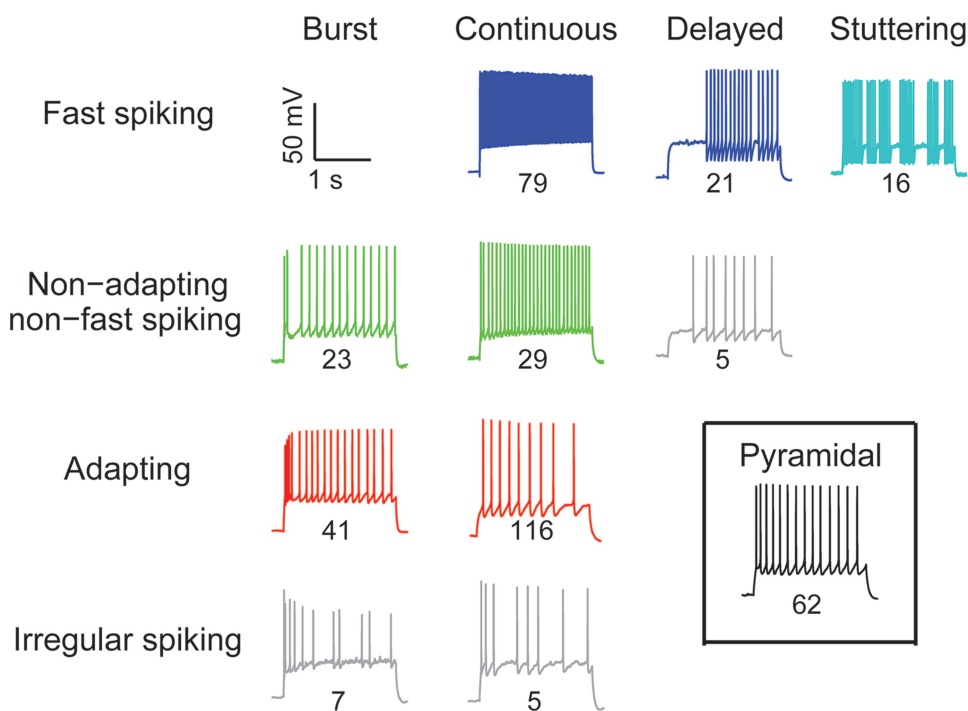 Burst Continuous Delayed Stuttering
Fast spiking
50 mV
1 s
79 21 16
Non−adapting
non−fast spiking
23 29 5
Adapting
41 116
Pyramidal
62
Irregular spiking
7 5